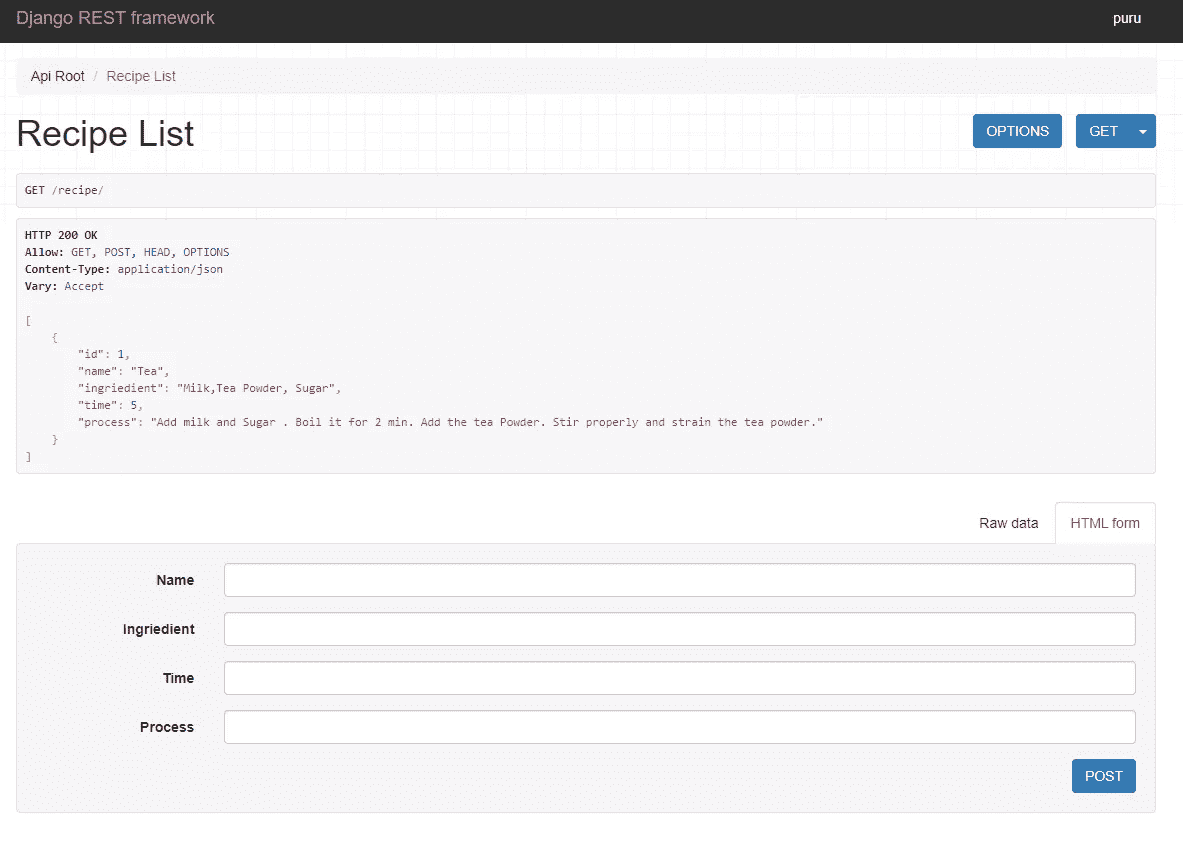 Django REST framework
puru
Api Root / Recipe List
Recipe List
OPTIONS
GET
GET /recipe/
HTTP 200 OK
Allow: GET, POST, HEAD, OPTIONS
Content-Type: application/json
Vary: Accept
[
    {
        "id": 1,
        "name": "Tea",
        "ingriedient": "Milk,Tea Powder, Sugar",
        "time": 5,
        "process": "Add milk and Sugar . Boil it for 2 min. Add the tea Powder. Stir properly and strain the tea powder."
    }
]
Raw data
HTML form
Name
Ingriedient
Time
Process
POST